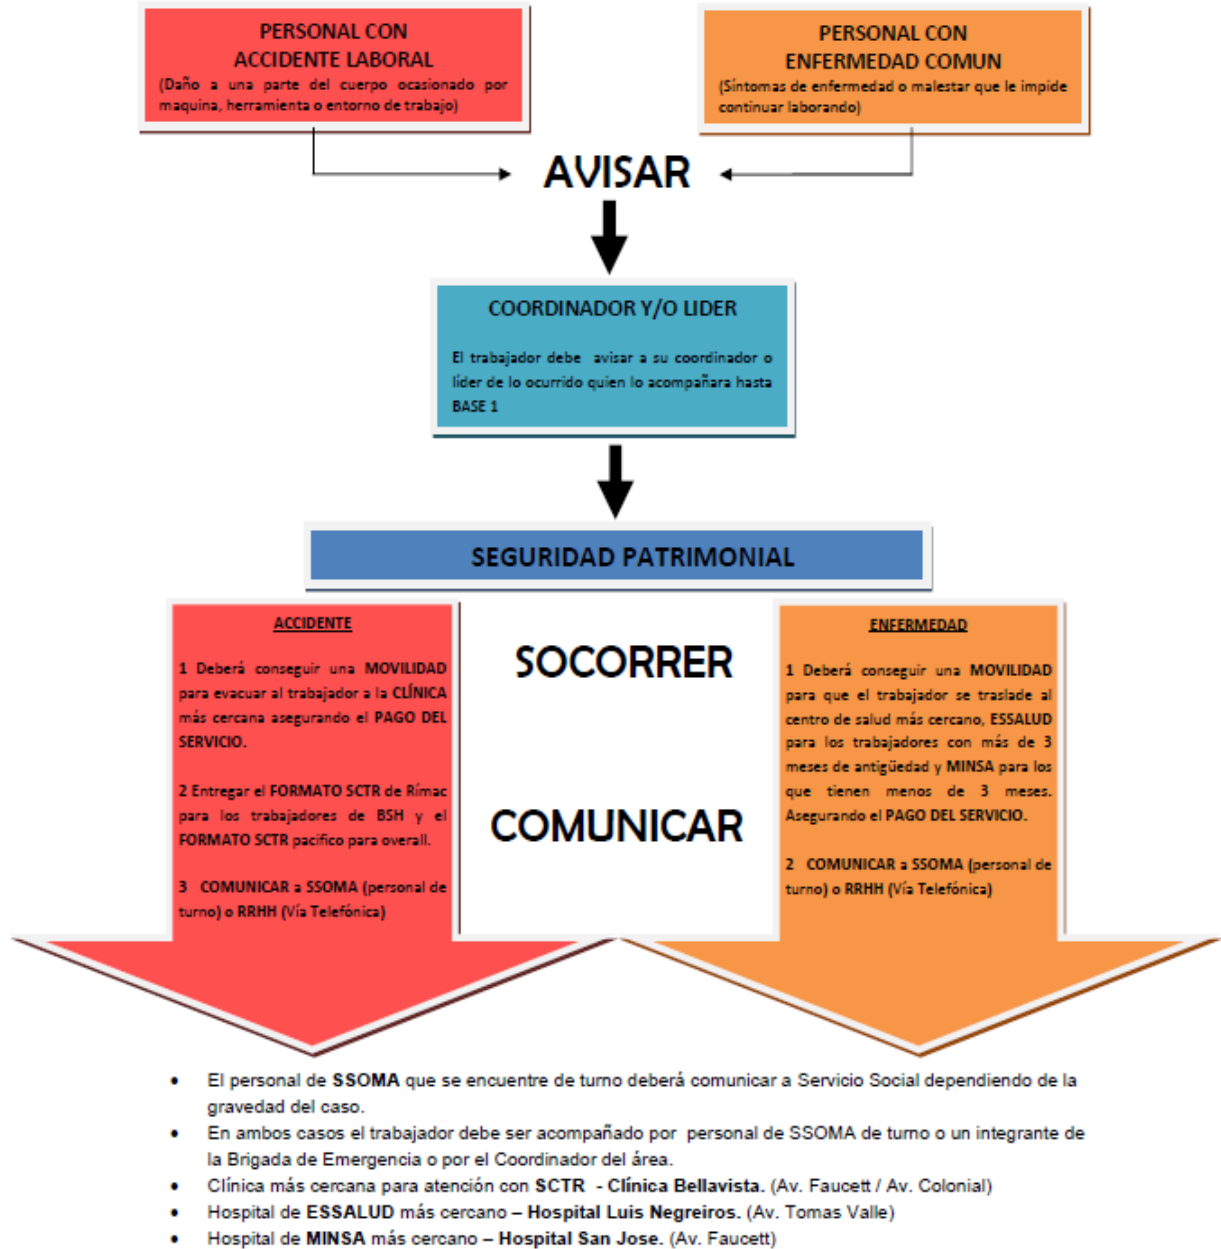 PERSONAL CON
ACCIDENTE LABORAL
(Daño a una parte del cuerpo ocasionado por
maquina, herramienta o entorno de trabajo)
PERSONAL CON
ENFERMEDAD COMUN
(Síntomas de enfermedad o malestar que le impide
continuar laborando)
AVISAR
COORDINADOR Y/O LIDER
El trabajador debe avisar a su coordinador o
líder de lo ocurrido quien lo acompañara hasta
BASE 1
SEGURIDAD PATRIMONIAL
ACCIDENTE
1 Deberá conseguir una MOVILIDAD
para evacuar al trabajador a la CLÍNICA
más cercana asegurando el PAGO DEL
SERVICIO.
2 Entregar el FORMATO SCTR de Rímac
para los trabajadores de BSH y el
FORMATO SCTR pacifico para overall.
3 COMUNICAR a SSOMA (personal de
turno) o RRHH (Vía Telefónica)
SOCORRER
COMUNICAR
ENFERMEDAD
1 Deberá conseguir una MOVILIDAD
para que el trabajador se traslade al
centro de salud más cercano, ESSALUD
para los trabajadores con más de 3
meses de antigüedad y MINSA para los
que tienen menos de 3 meses.
Asegurando el PAGO DEL SERVICIO.
2 COMUNICAR a SSOMA (personal de
turno) o RRHH (Vía Telefónica)
• El personal de SSOMA que se encuentre de turno deberá comunicar a Servicio Social dependiendo de la
gravedad del caso.
• En ambos casos el trabajador debe ser acompañado por personal de SSOMA de turno o un integrante de
la Brigada de Emergencia o por el Coordinador del área.
• Clínica más cercana para atención con SCTR - Clínica Bellavista. (Av. Faucett / Av. Colonial)
• Hospital de ESSALUD más cercano – Hospital Luis Negreiros. (Av. Tomas Valle)
• Hospital de MINSA más cercano – Hospital San Jose. (Av. Faucett)